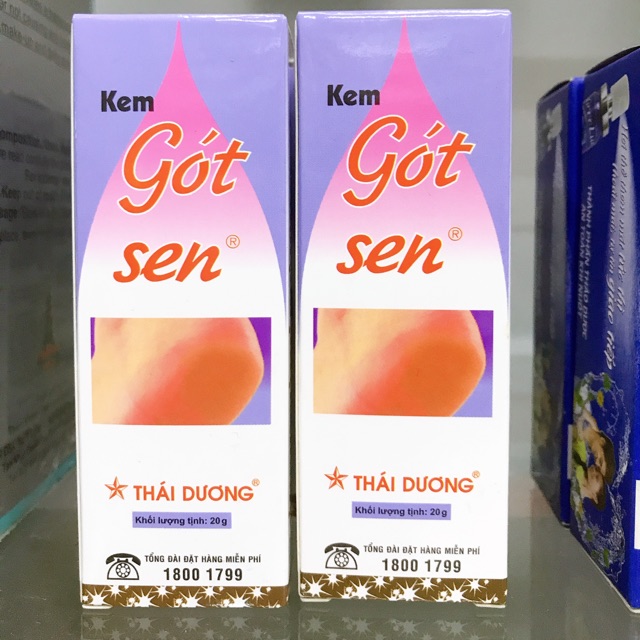 Kem
Gót
sen®
THÁI DƯƠNG®
Khối lượng tịnh: 20g
TỔNG ĐÀI ĐẶT HÀNG MIỄN PHÍ
1800 1799
Kem
Gót
sen®
THÁI DƯƠNG®
Khối lượng tịnh: 20g
TỔNG ĐÀI ĐẶT HÀNG MIỄN PHÍ
1800 1799